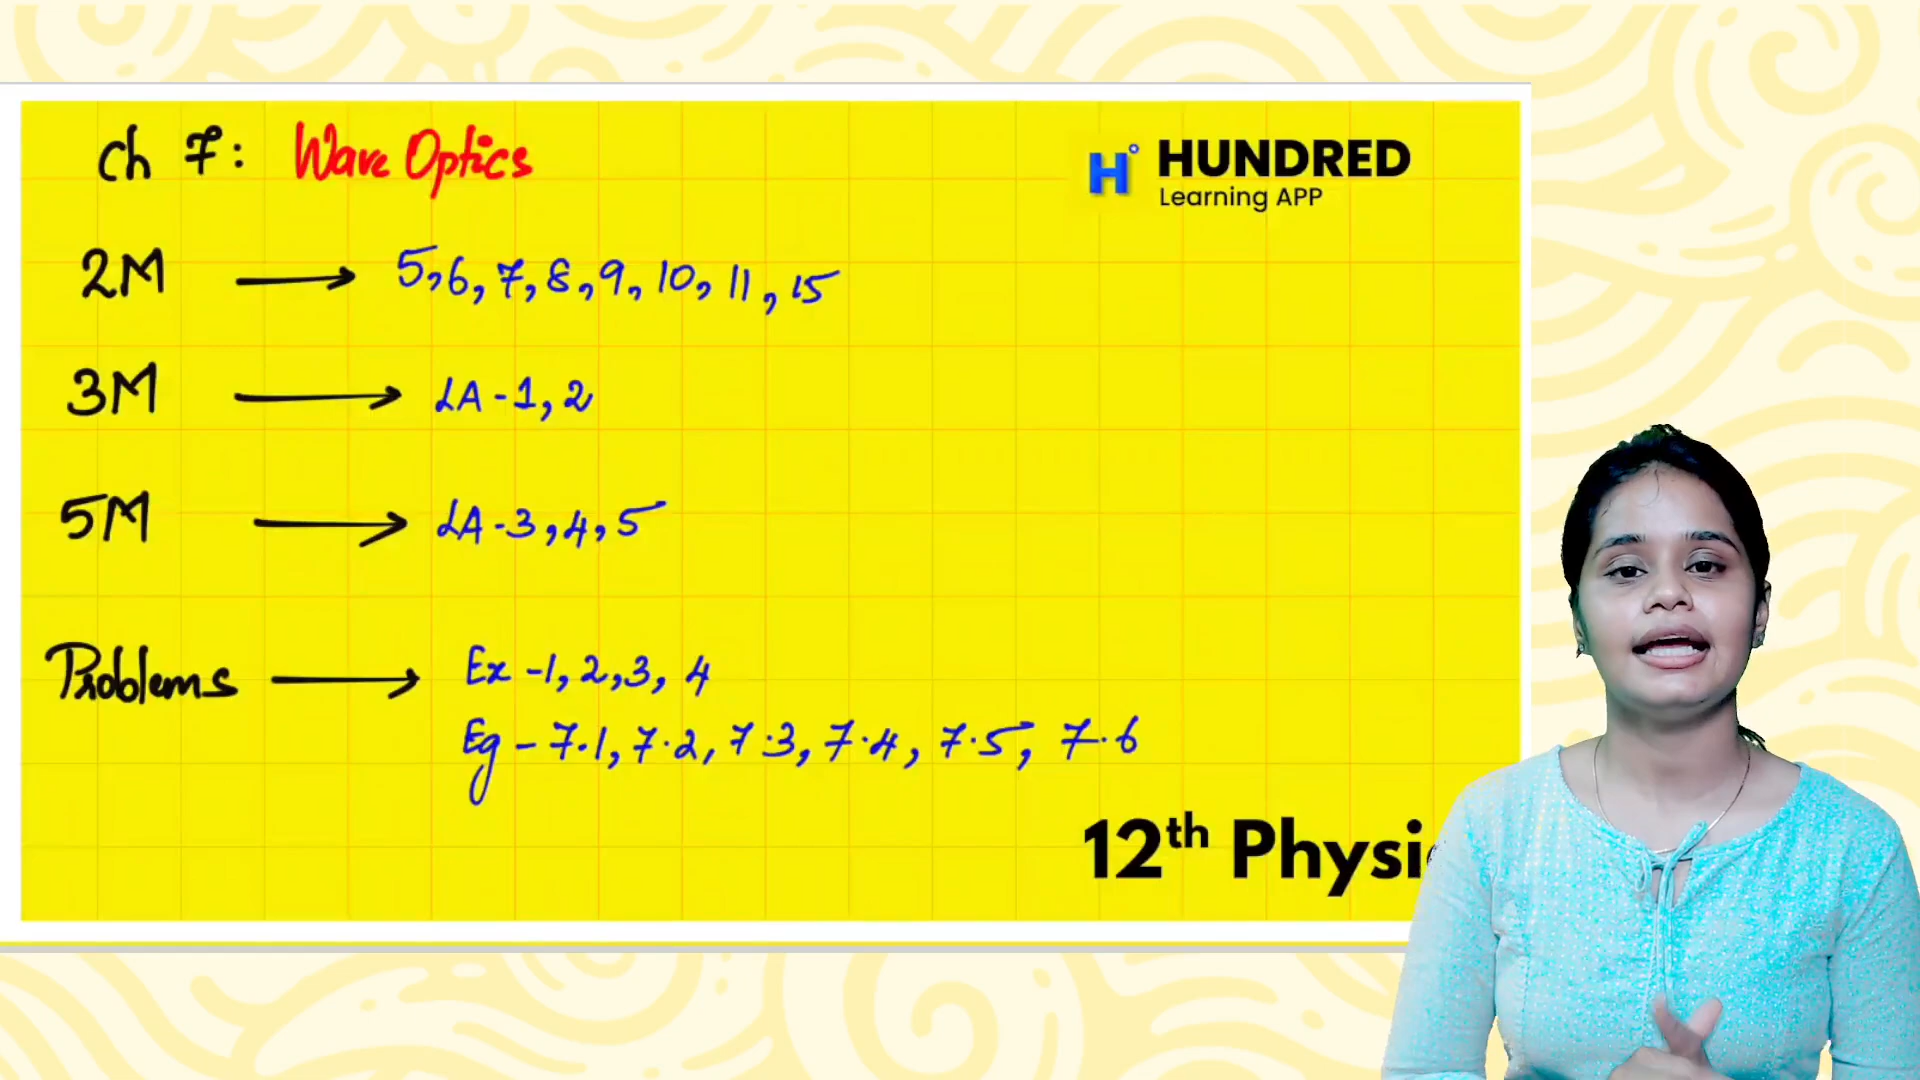 Ch 7: Wave Optics
H° HUNDRED
Learning APP
2M → 5, 6, 7, 8, 9, 10, 11, 15
3M → LA - 1, 2
5M → LA - 3, 4, 5
Problems → Ex - 1, 2, 3, 4
Eg - 7.1, 7.2, 7.3, 7.4, 7.5, 7.6
12th Physi